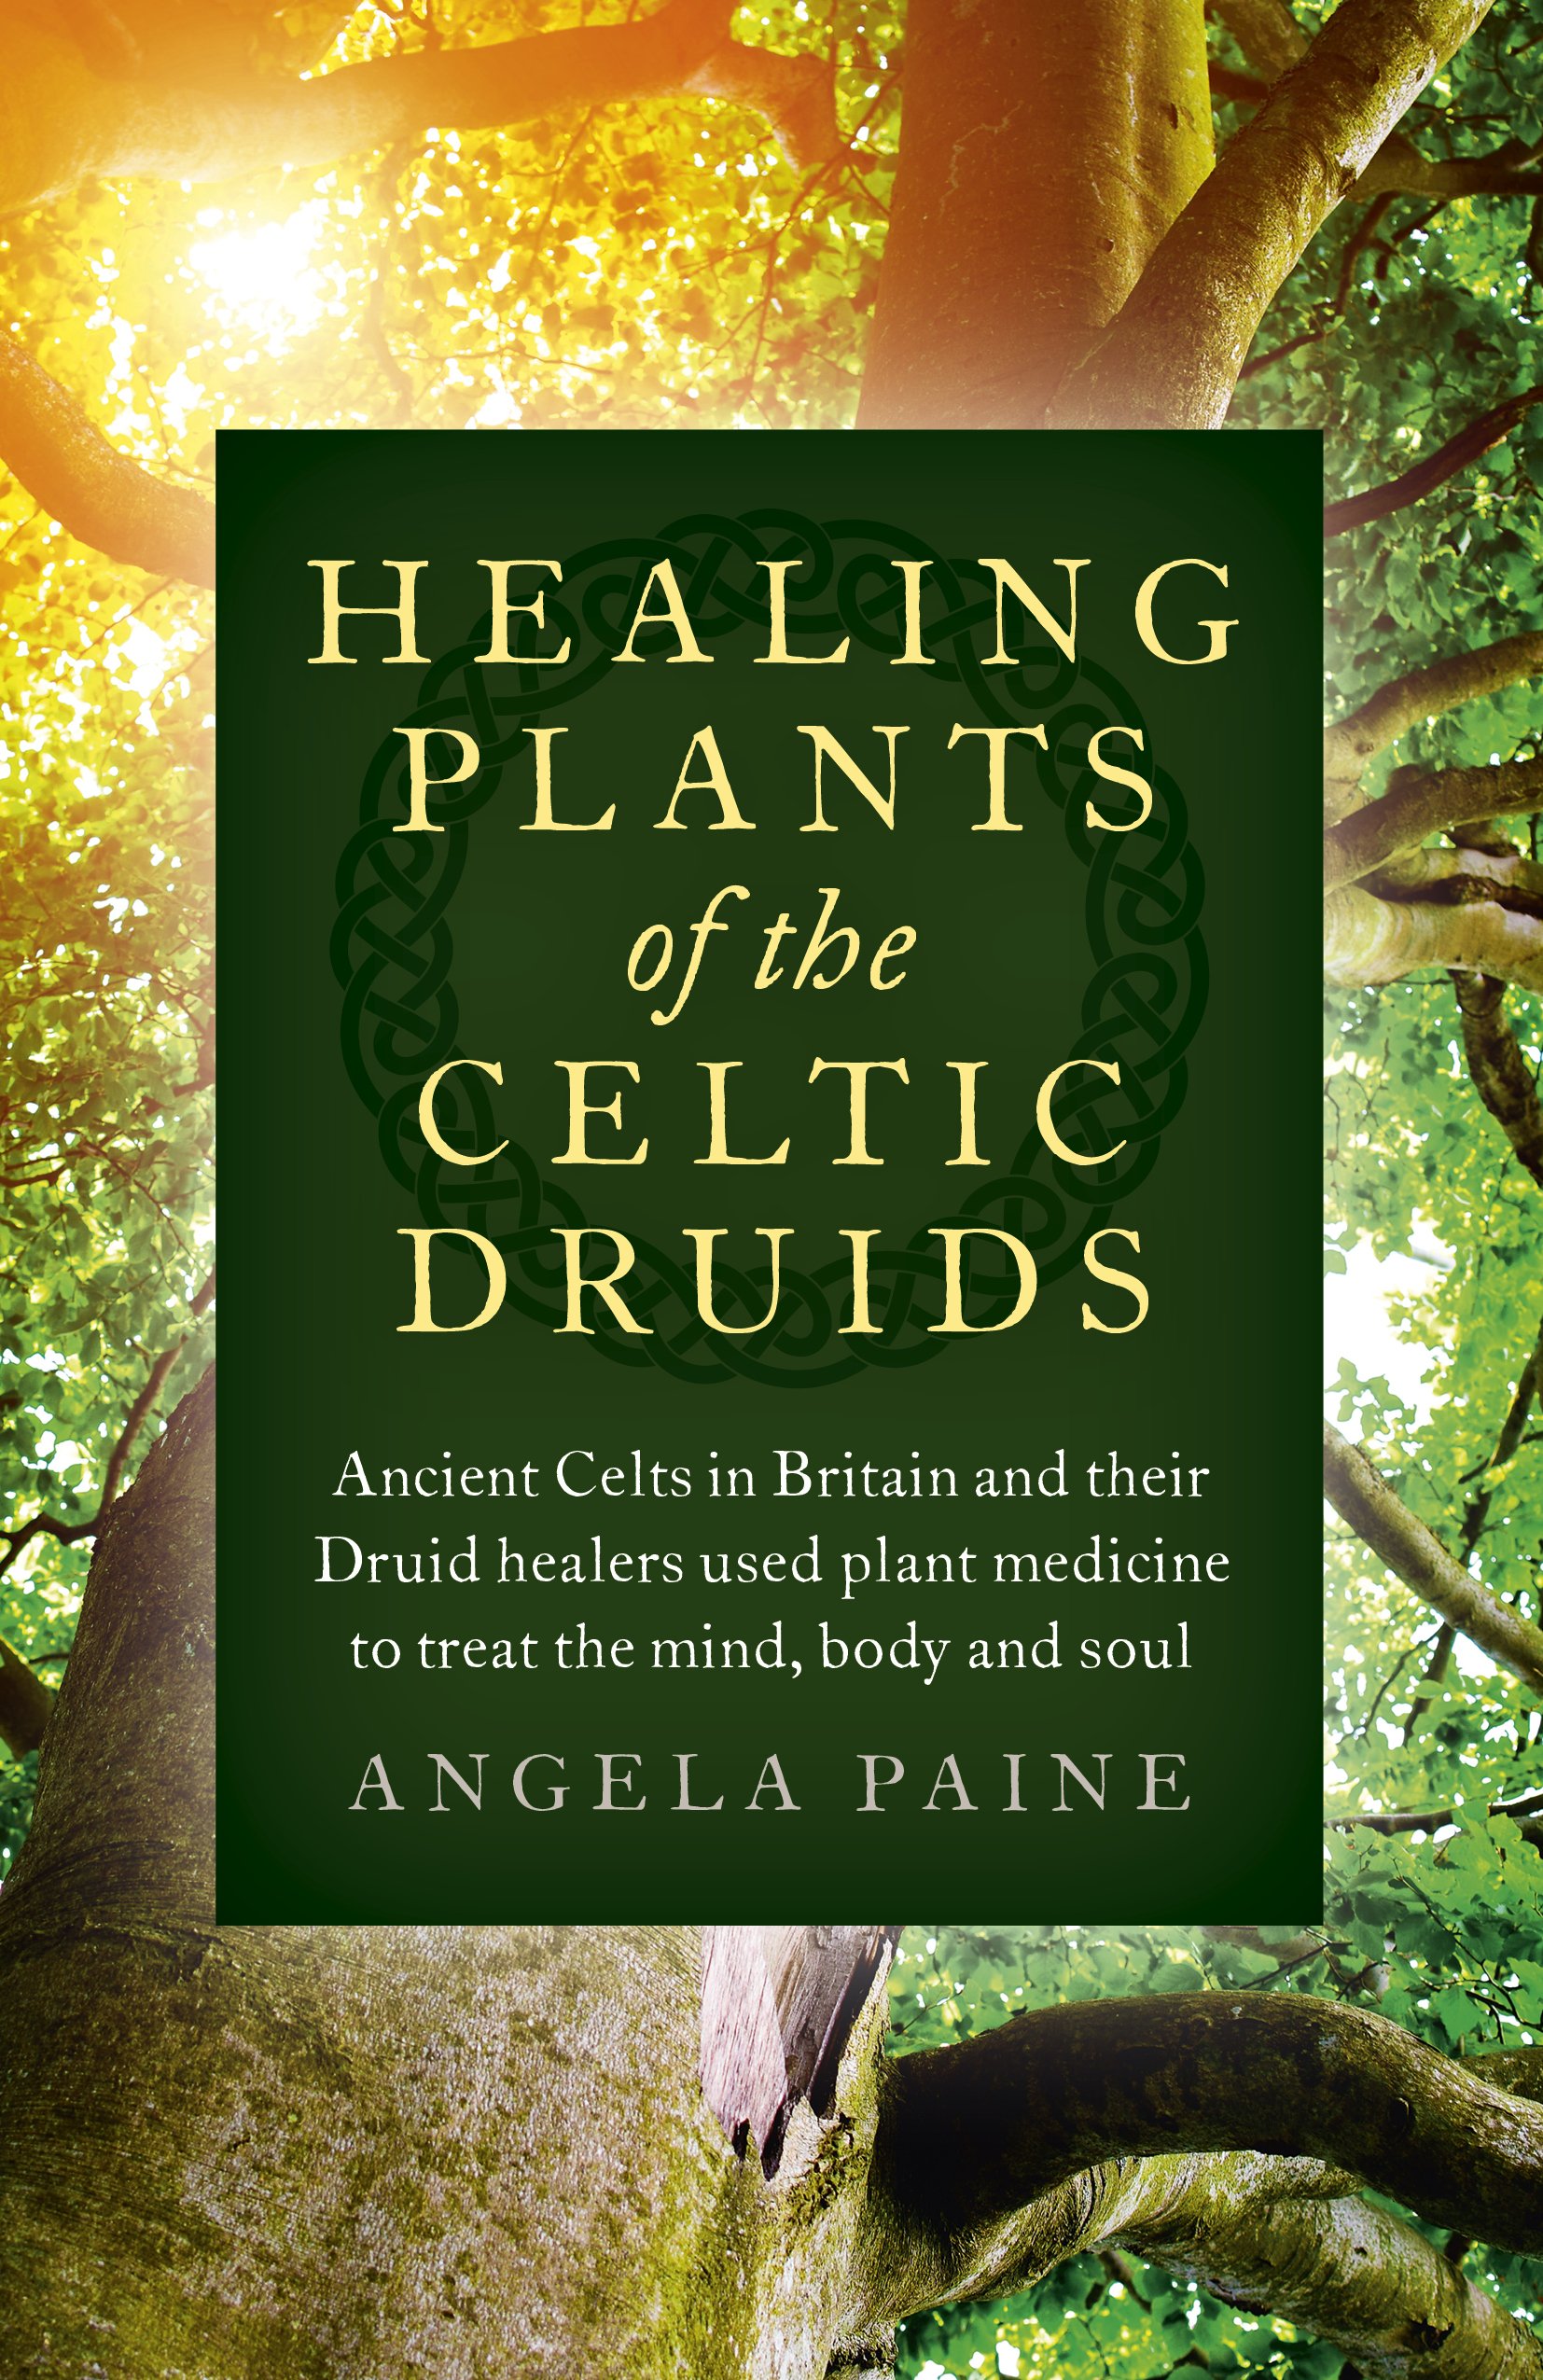 HEALING
PLANTS
of the
CELTIC
DRUIDS
Ancient Celts in Britain and their
Druid healers used plant medicine
to treat the mind, body and soul
ANGELA PAINE